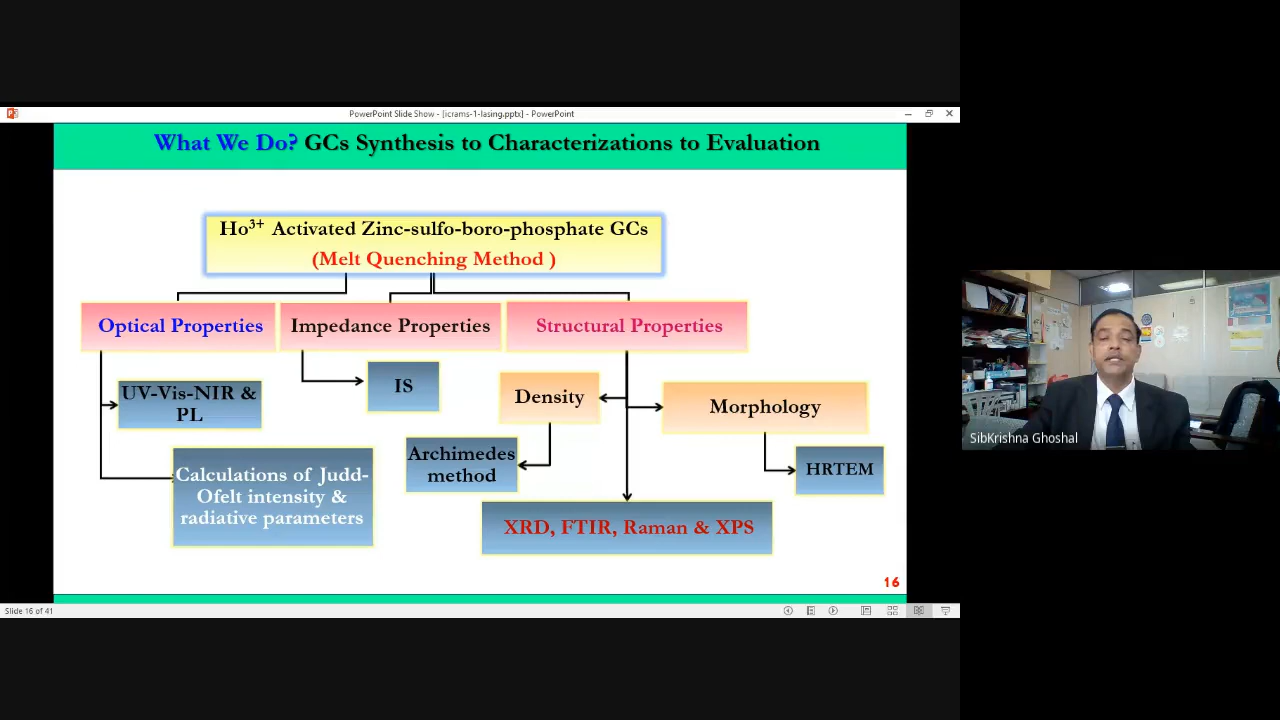 PowerPoint Slide Show - [icrams-1-lasing.pptx] - PowerPoint
What We Do? GCs Synthesis to Characterizations to Evaluation
Ho3+ Activated Zinc-sulfo-boro-phosphate GCs
(Melt Quenching Method )
Optical Properties
Impedance Properties
Structural Properties
UV-Vis-NIR &
PL
IS
Density
Morphology
Archimedes
method
HRTEM
Calculations of Judd-
Ofelt intensity &
radiative parameters
XRD, FTIR, Raman & XPS
16
Slide 16 of 41
SibKrishna Ghoshal